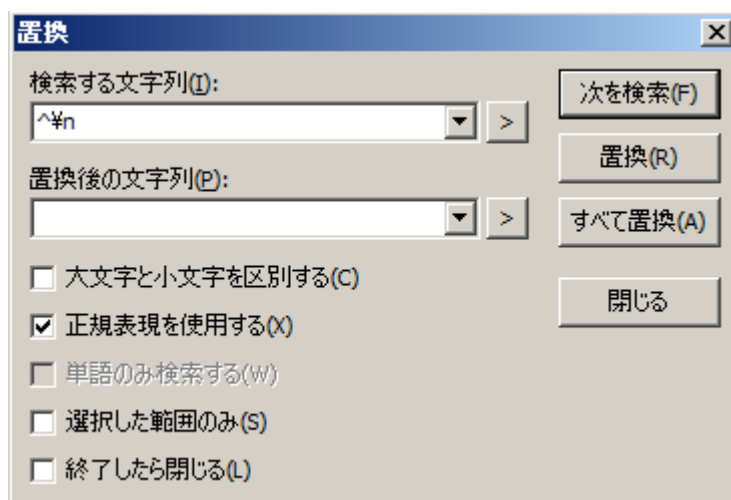 置換
検索する文字列(I):
^¥n
>
置換後の文字列(P):
>
大文字と小文字を区別する(C)
正規表現を使用する(X)
単語のみ検索する(W)
選択した範囲のみ(S)
終了したら閉じる(L)
次を検索(F)
置換(R)
すべて置換(A)
閉じる